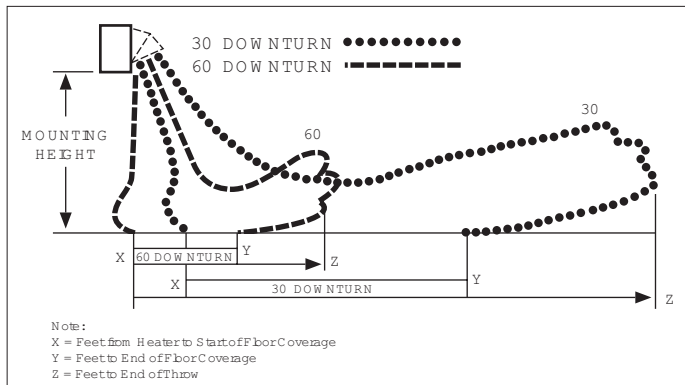 30 DOWNTURN
60 DOWNTURN
MOUNTING
HEIGHT
60
30
X
60 DOWNTURN
Y
Z
X
30 DOWNTURN
Y
Z
Note:
X = Feet from Heater to Start of Floor Coverage
Y = Feet to End of Floor Coverage
Z = Feet to End of Throw